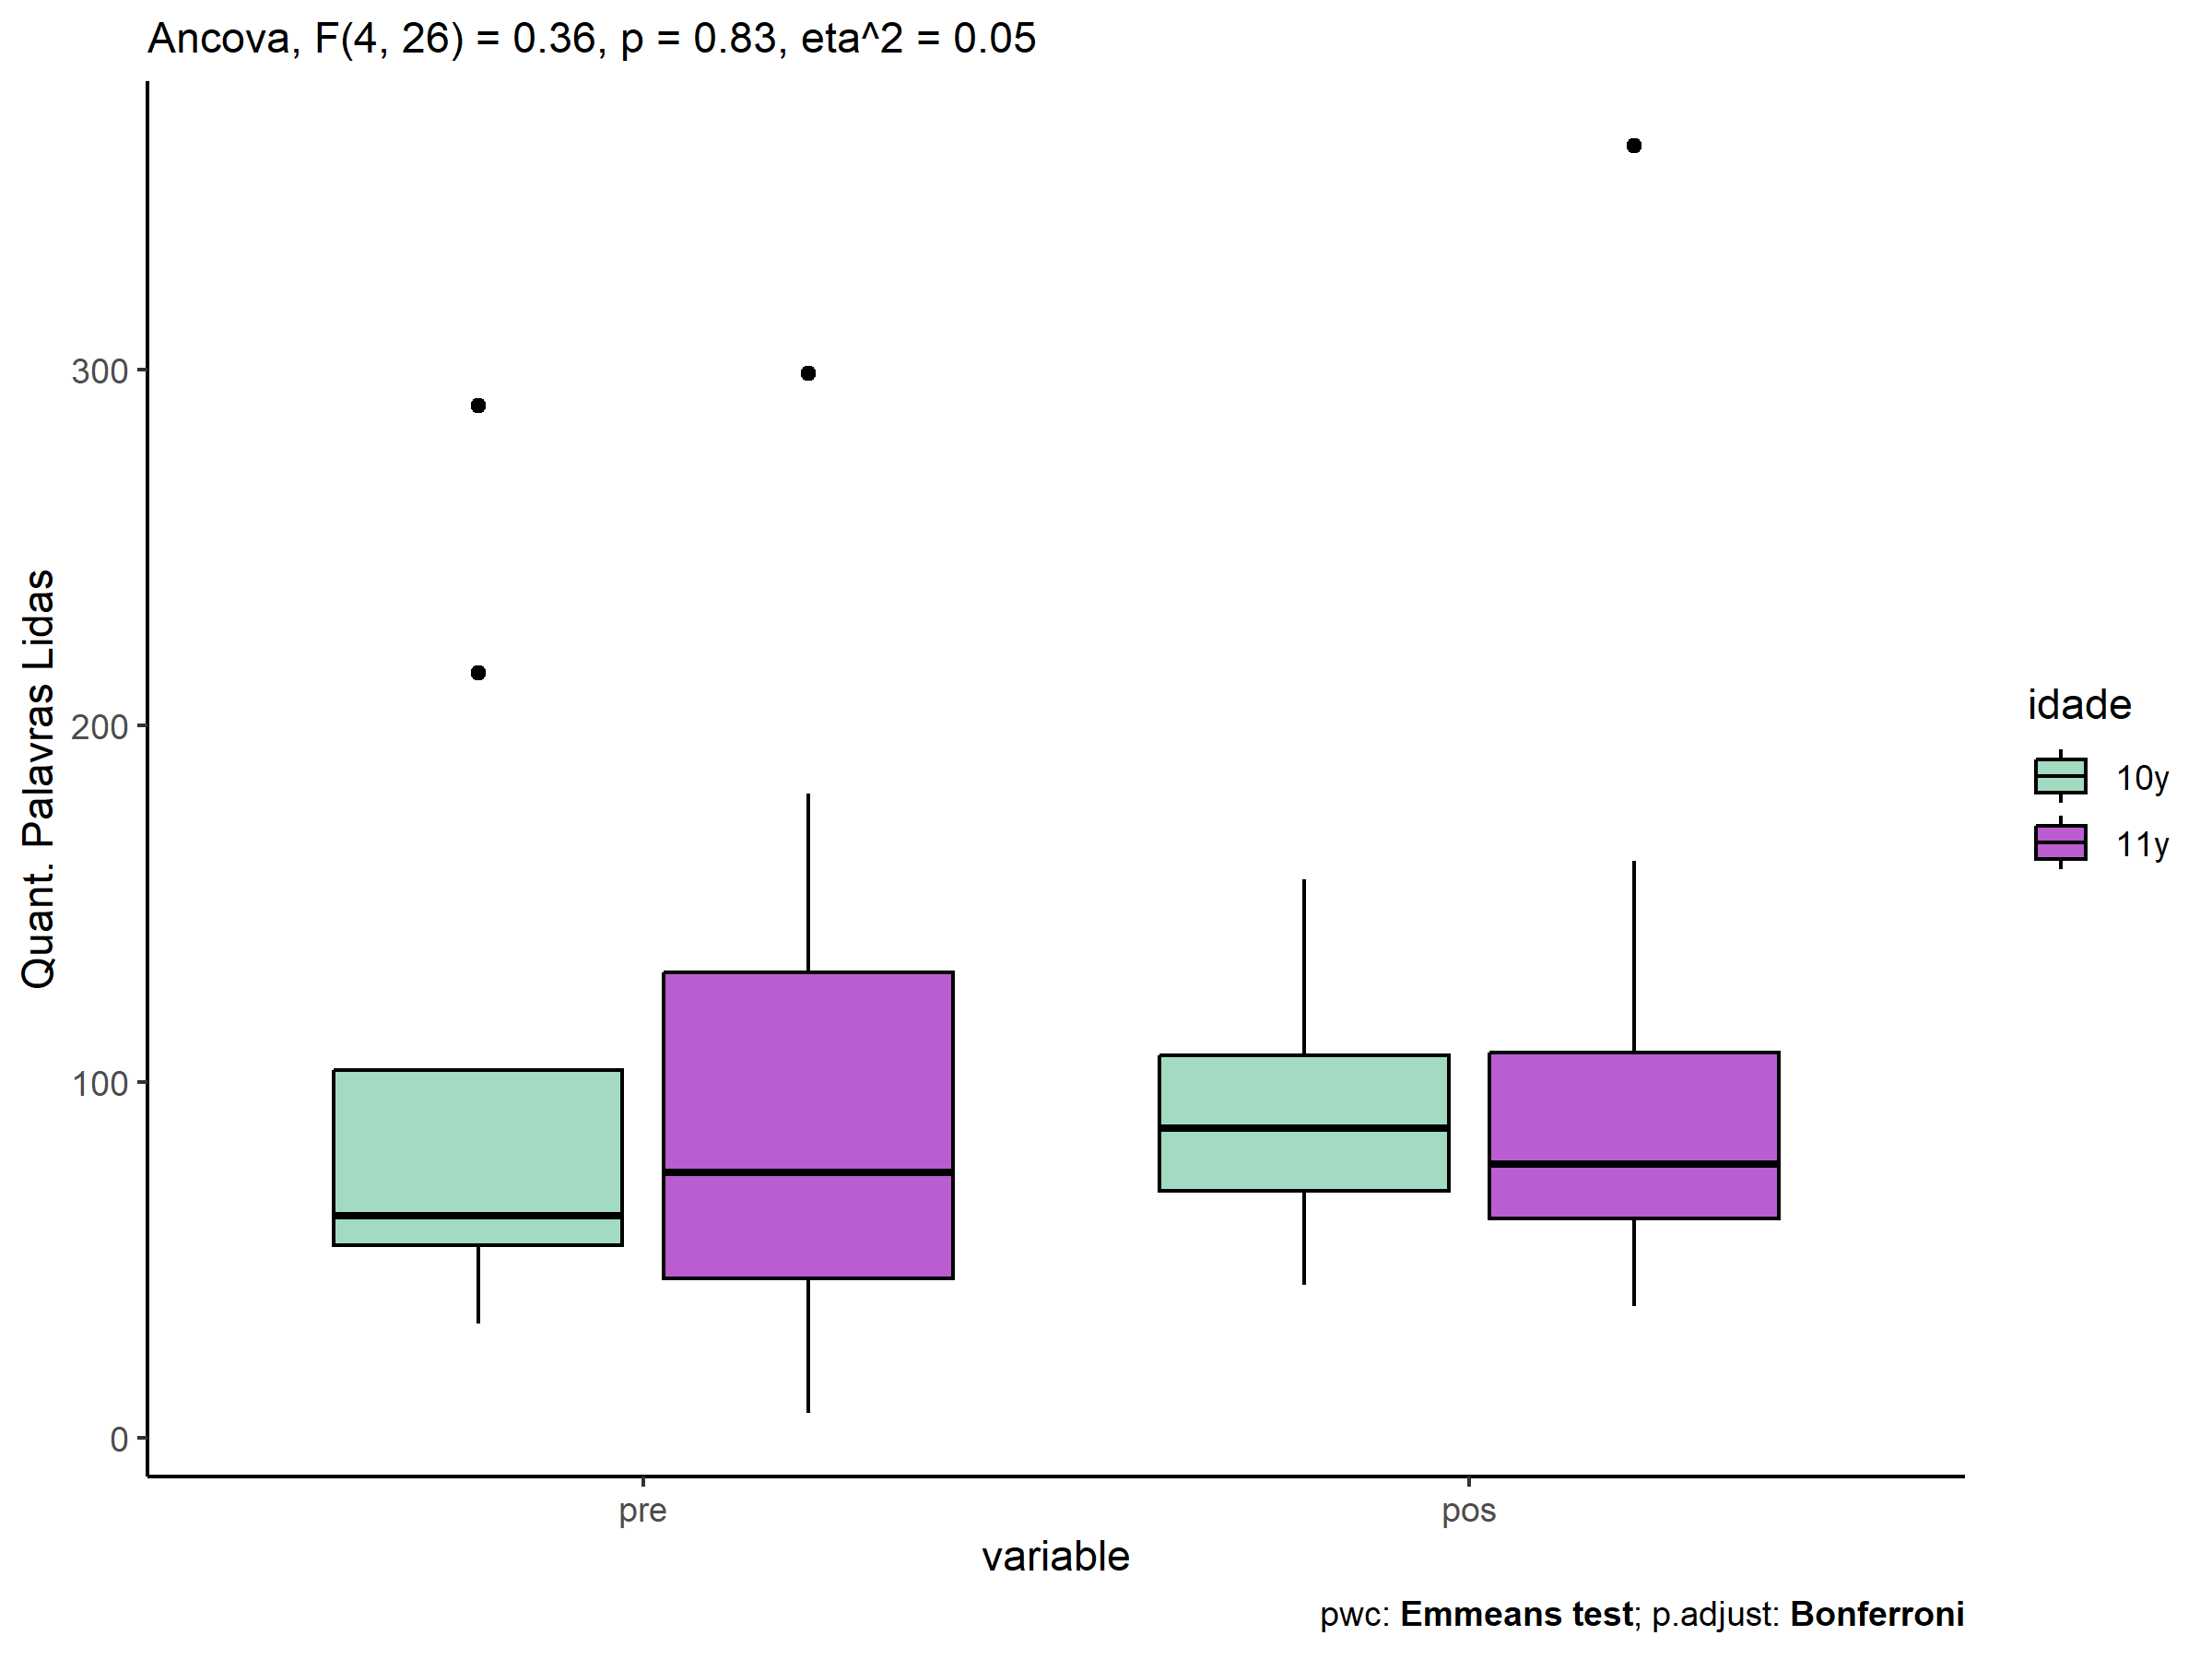 Ancova, F(4, 26) = 0.36, p = 0.83, eta^2 = 0.05
Quant. Palavras Lidas
300
200
100
0
pre
pos
variable
idade
10y
11y
pwc: Emmeans test; p.adjust: Bonferroni